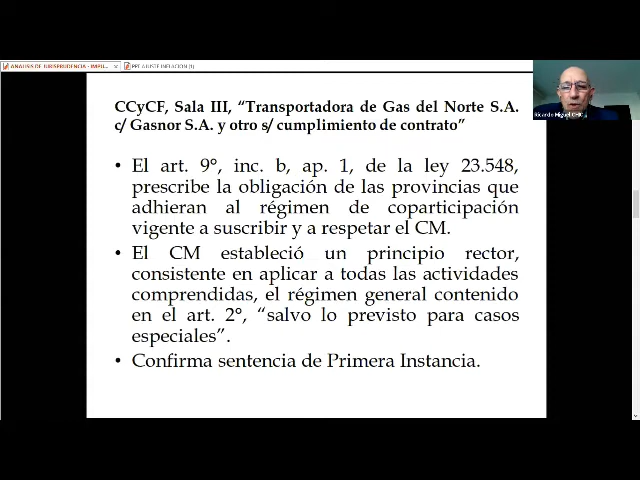 ANALISIS DE JURISPRUDENCIA - IMPU...
PPT AJUSTE INFLACION (1)
Ricardo Miguel CHIC
CCyCF, Sala III, “Transportadora de Gas del Norte S.A.
c/ Gasnor S.A. y otro s/ cumplimiento de contrato”
• El art. 9°, inc. b, ap. 1, de la ley 23.548,
prescribe la obligación de las provincias que
adhieran al régimen de coparticipación
vigente a suscribir y a respetar el CM.
• El CM estableció un principio rector,
consistente en aplicar a todas las actividades
comprendidas, el régimen general contenido
en el art. 2°, “salvo lo previsto para casos
especiales”.
• Confirma sentencia de Primera Instancia.